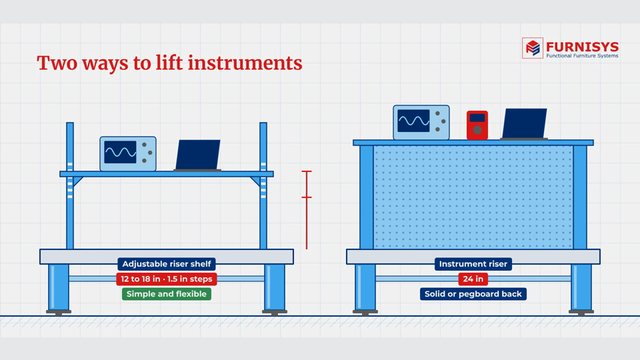 Two ways to lift instruments
FURNISYS
Functional Furniture Systems
Adjustable riser shelf
12 to 18 in · 1.5 in steps
Simple and flexible
Instrument riser
24 in
Solid or pegboard back